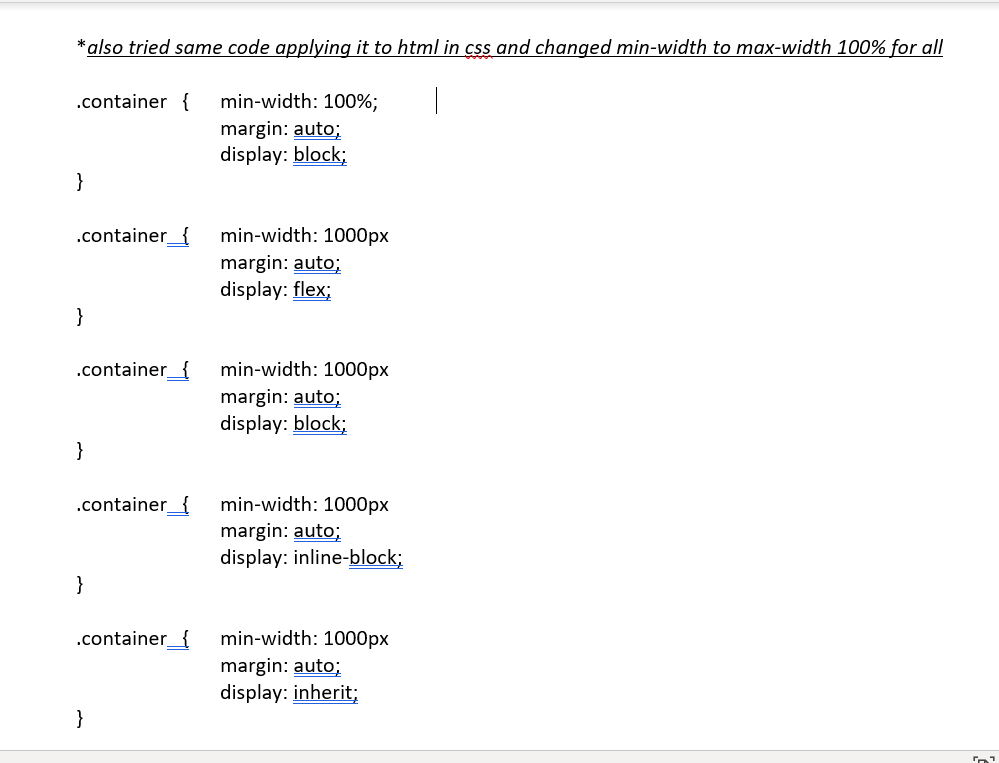 *also tried same code applying it to html in css and changed min-width to max-width 100% for all
.container { min-width: 100%;
margin: auto;
display: block;
}
.container { min-width: 1000px
margin: auto;
display: flex;
}
.container { min-width: 1000px
margin: auto;
display: block;
}
.container { min-width: 1000px
margin: auto;
display: inline-block;
}
.container { min-width: 1000px
margin: auto;
display: inherit;
}